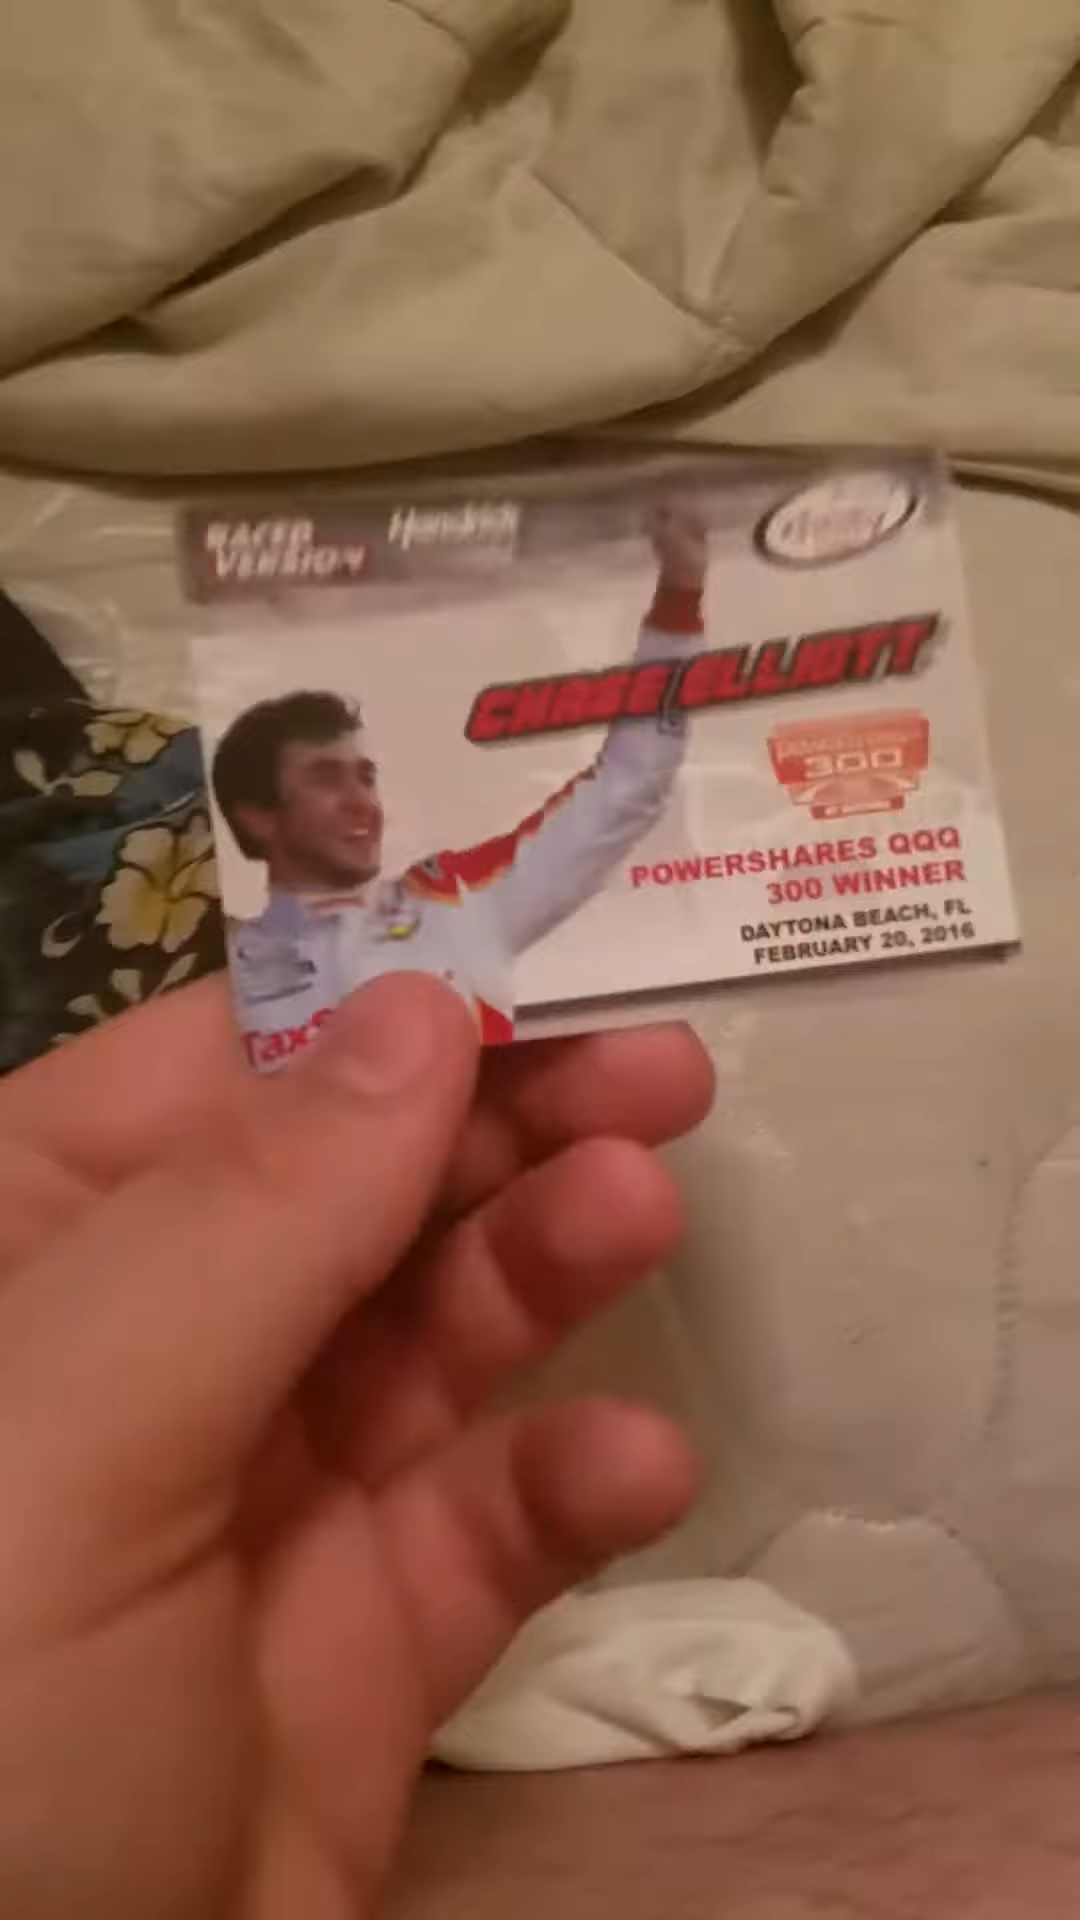 RACED
VERSION
Hendrick
CHASE ELLIOTT
300
POWERSHARES QQQ
300 WINNER
DAYTONA BEACH, FL
FEBRUARY 20, 2016